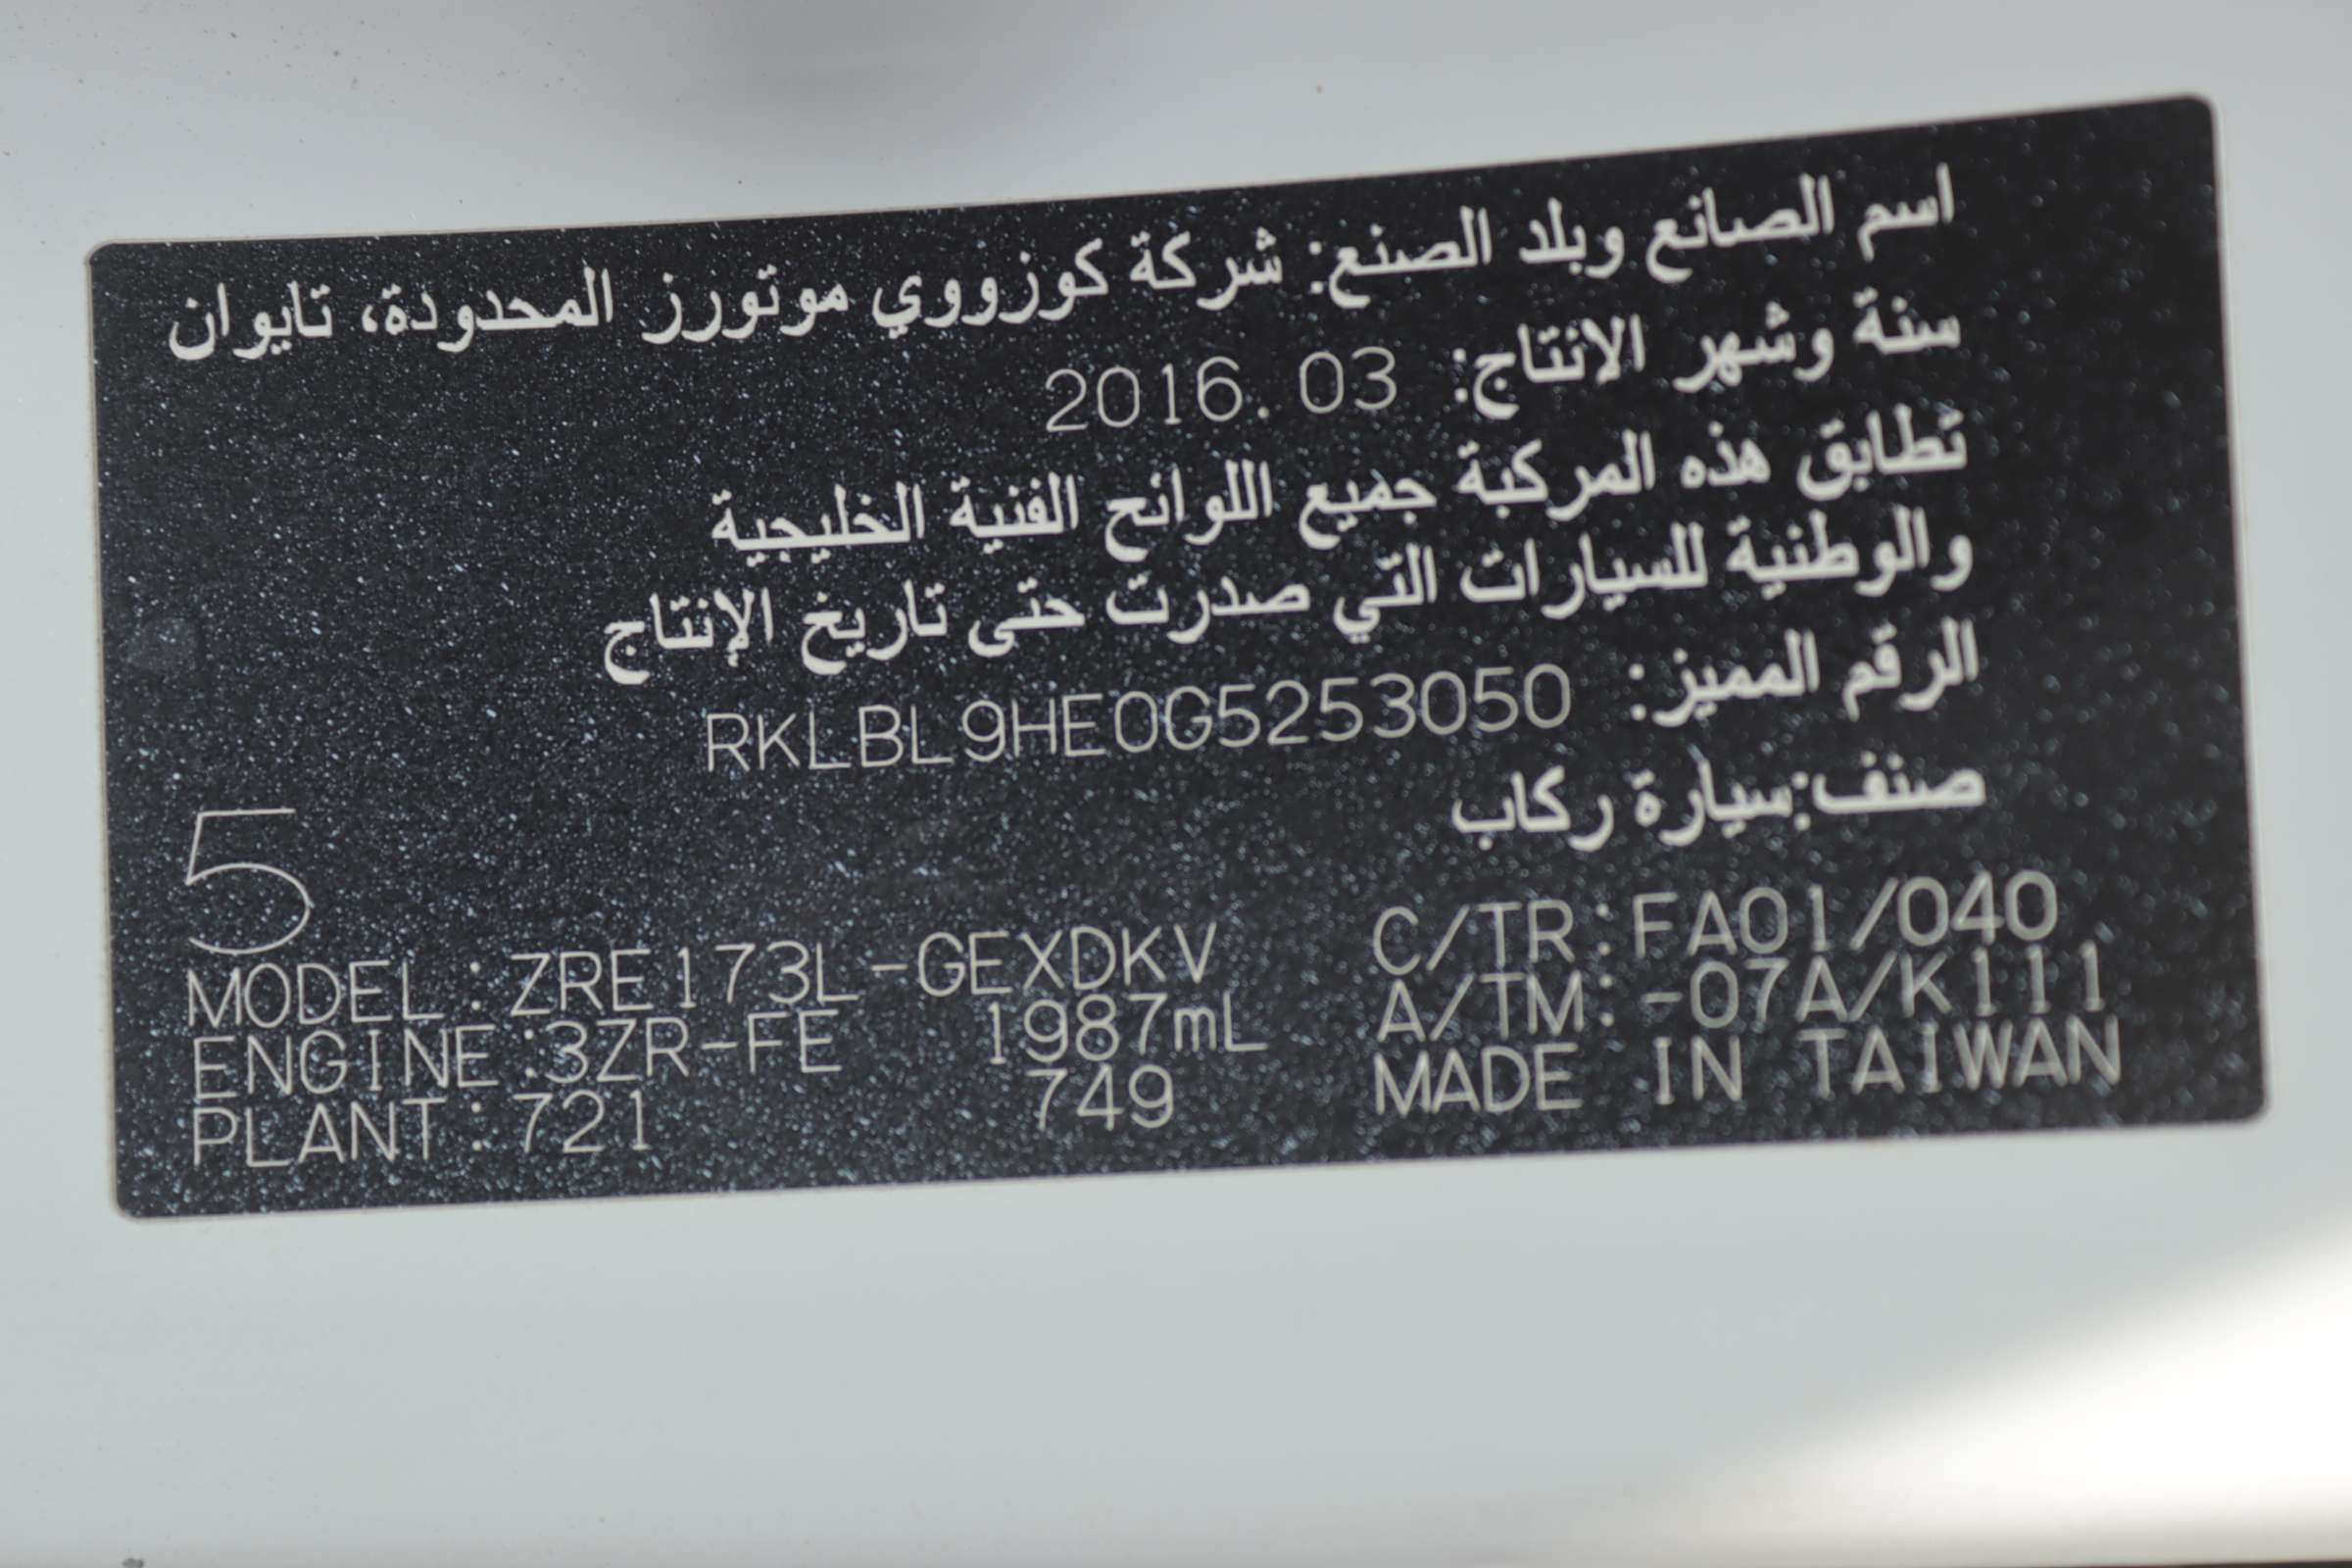 اسم الصانع وبلد الصنع: شركة كوزووي موتورز المحدودة، تايوان
سنة وشهر الانتاج: 2016. 03
تطابق هذه المركبة جميع اللوائح الفنية الخليجية
والوطنية للسيارات التي صدرت حتى تاريخ الإنتاج
الرقم المميز: RKLBL9HE0G5253050
صنف:سيارة ركاب
5
MODEL:ZRE173L-GEXDKV C/TR:FA01/040
ENGINE:3ZR-FE 1987mL A/TM:-07A/K111
PLANT:721 749 MADE IN TAIWAN